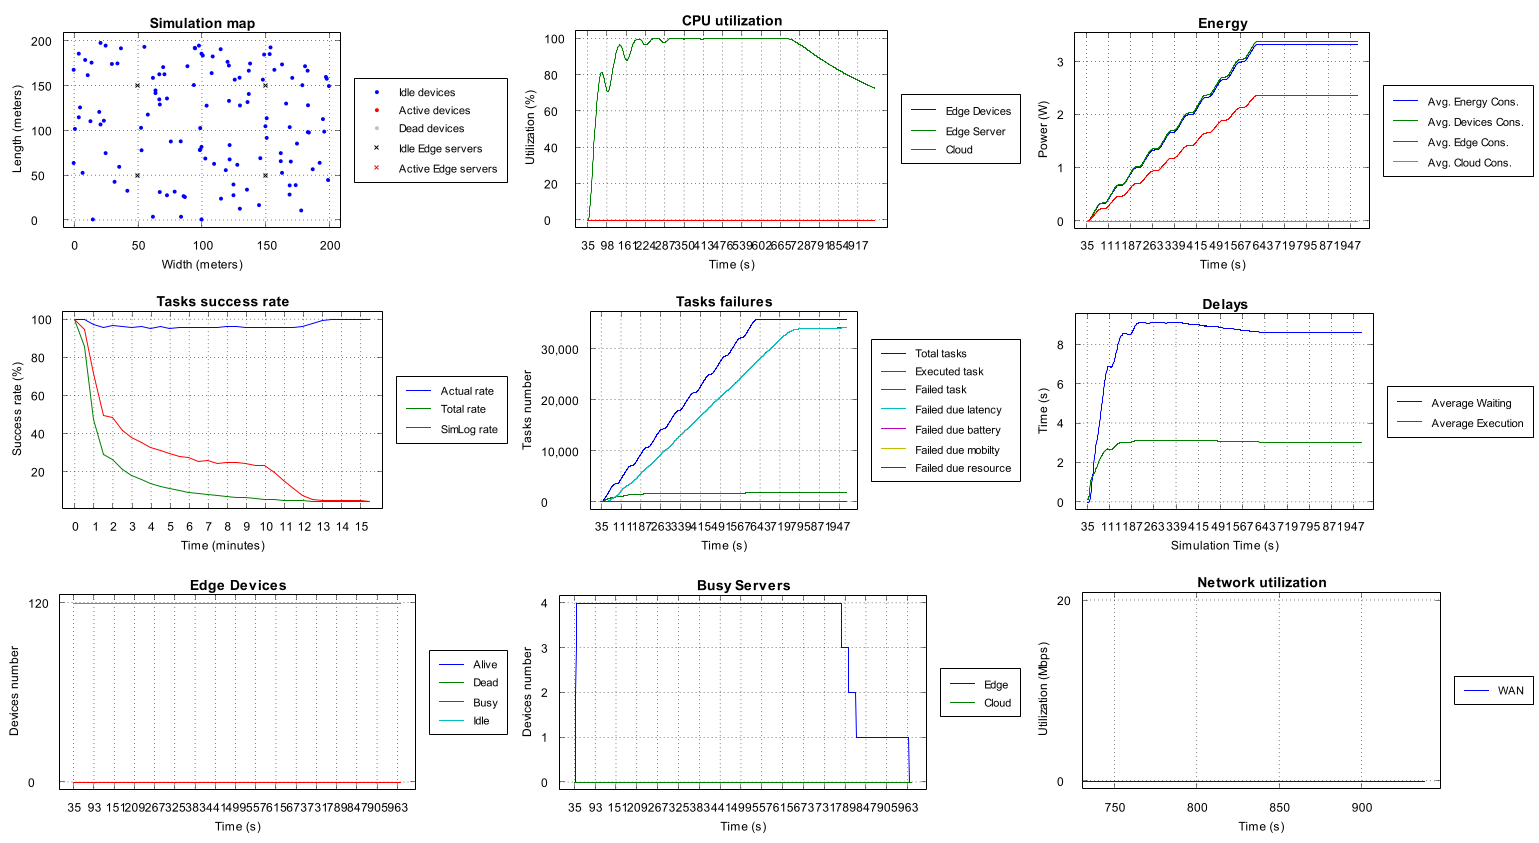 Simulation map
Length (meters)
200
150
100
50
0
0 50 100 150 200
Width (meters)
Idle devices
Active devices
Dead devices
Idle Edge servers
Active Edge servers
CPU utilization
Utilization (%)
100
80
60
40
20
0
Time (s)
Edge Devices
Edge Server
Cloud
Energy
Power (W)
3
2
1
0
Time (s)
Avg. Energy Cons.
Avg. Devices Cons.
Avg. Edge Cons.
Avg. Cloud Cons.
Tasks success rate
Success rate (%)
100
80
60
40
20
0 1 2 3 4 5 6 7 8 9 10 11 12 13 14 15
Time (minutes)
Actual rate
Total rate
SimLog rate
Tasks failures
Tasks number
30,000
20,000
10,000
0
Time (s)
Total tasks
Executed task
Failed task
Failed due latency
Failed due battery
Failed due mobilty
Failed due resource
Delays
Time (s)
8
6
4
2
0
Simulation Time (s)
Average Waiting
Average Execution
Edge Devices
Devices number
120
0
Time (s)
Alive
Dead
Busy
Idle
Busy Servers
Devices number
4
3
2
1
0
Time (s)
Edge
Cloud
Network utilization
Utilization (Mbps)
20
0
750 800 850 900
Time (s)
WAN